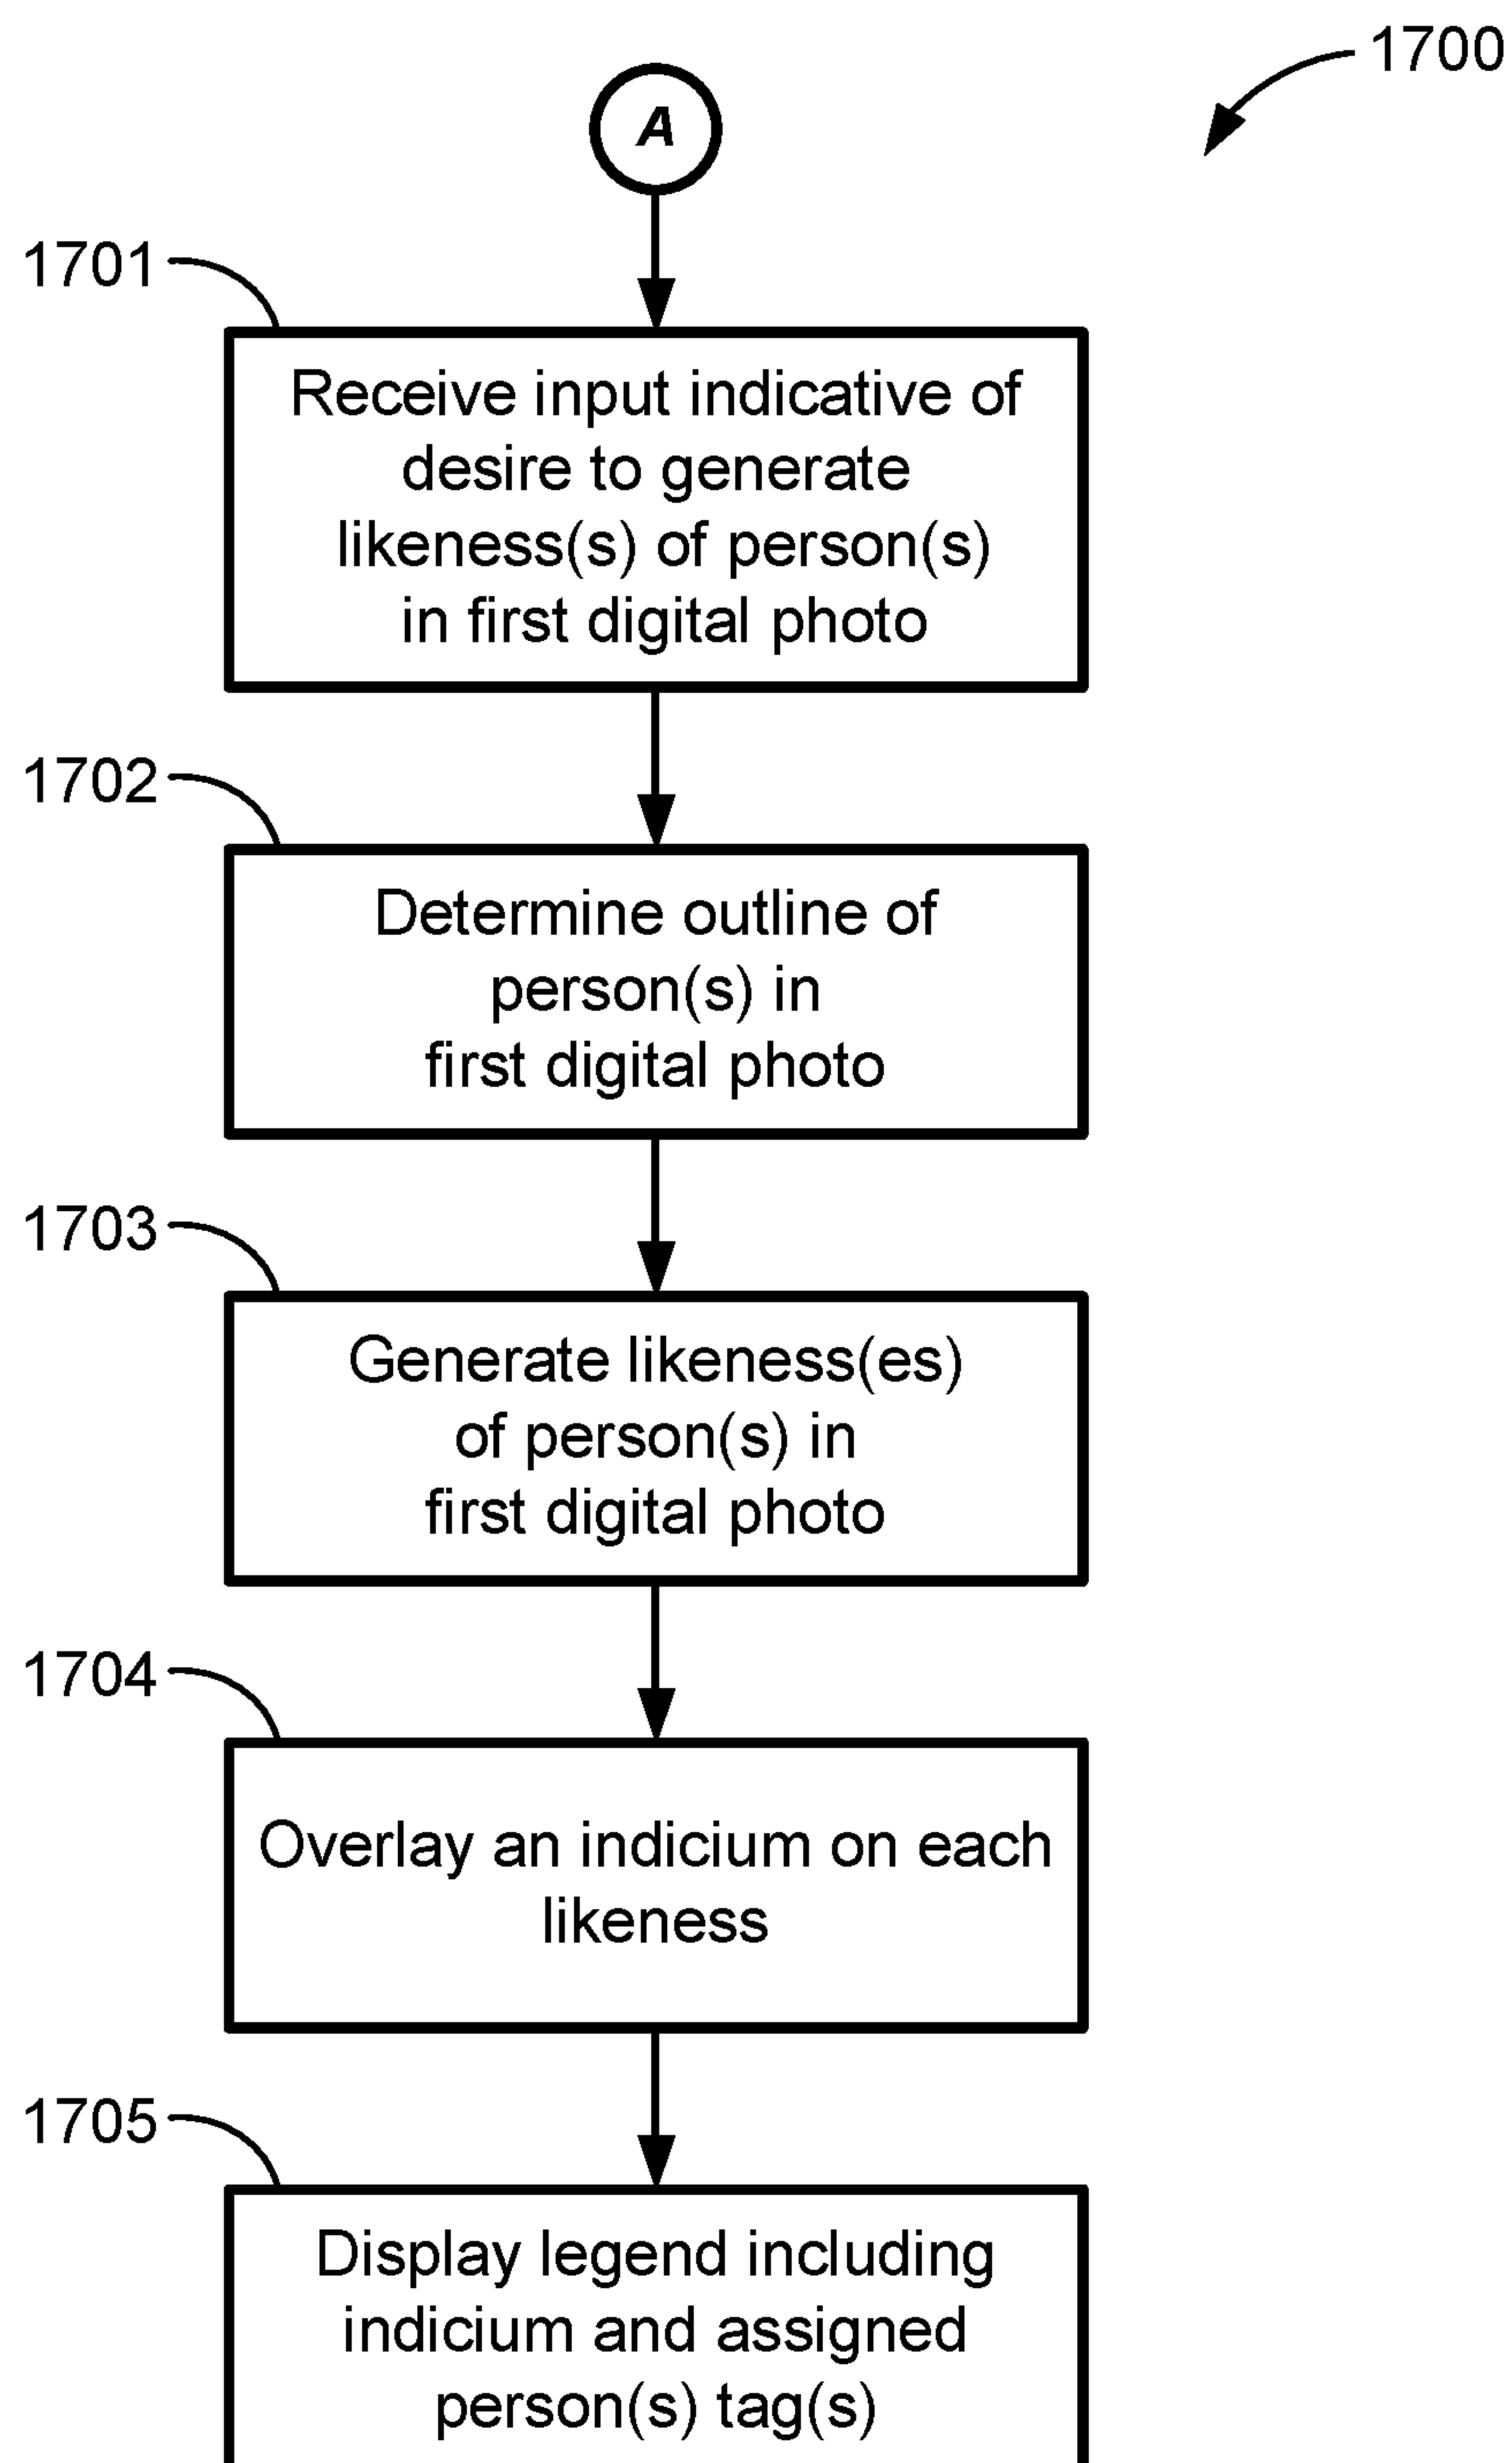 1700
A
1701
Receive input indicative of
desire to generate
likeness(s) of person(s)
in first digital photo
1702
Determine outline of
person(s) in
first digital photo
1703
Generate likeness(es)
of person(s) in
first digital photo
1704
Overlay an indicium on each
likeness
1705
Display legend including
indicium and assigned
person(s) tag(s)